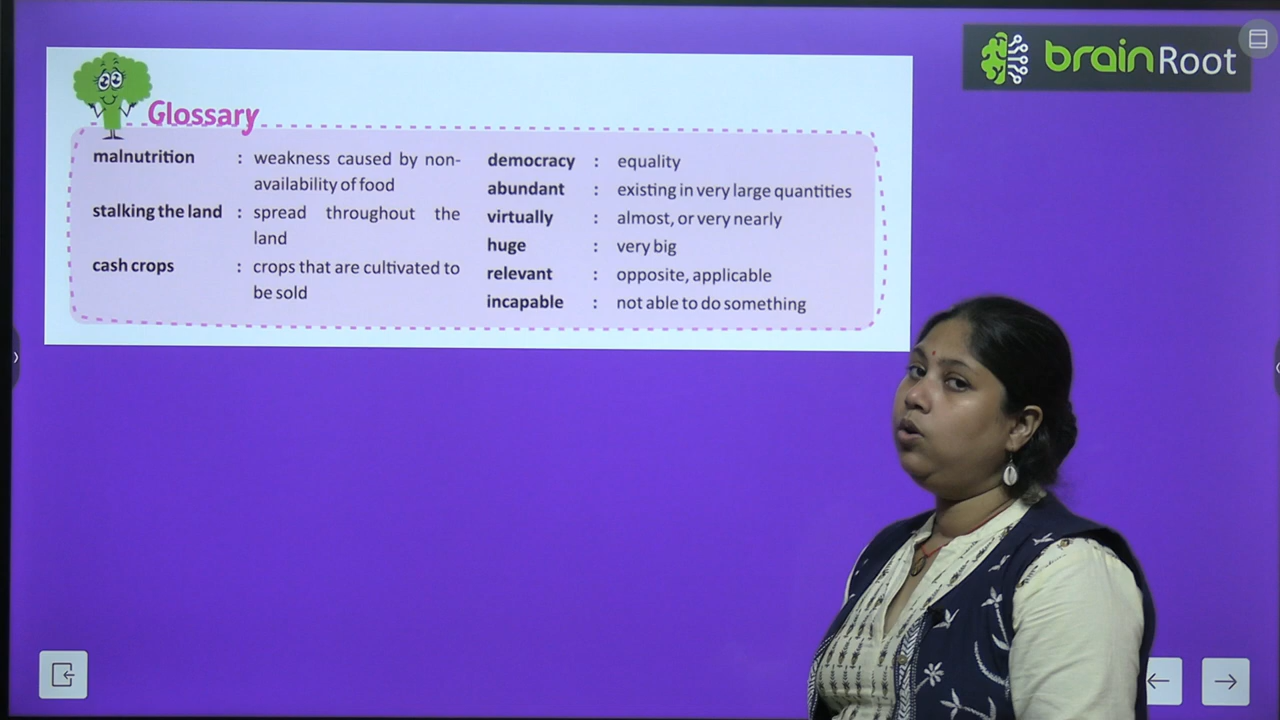 brainRoot
Glossary
malnutrition : weakness caused by non-
availability of food
stalking the land : spread throughout the
land
cash crops : crops that are cultivated to
be sold
democracy : equality
abundant : existing in very large quantities
virtually : almost, or very nearly
huge : very big
relevant : opposite, applicable
incapable : not able to do something